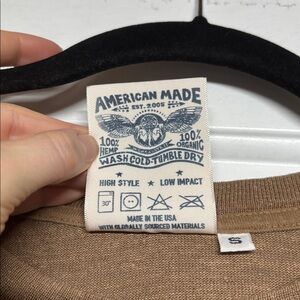 AMERICAN MADE
EST. 2005
100% HEMP
100% ORGANIC
WASH COLD·TUMBLE DRY
HIGH STYLE ★ LOW IMPACT
30°
MADE IN THE USA
WITH GLOBALLY SOURCED MATERIALS
S